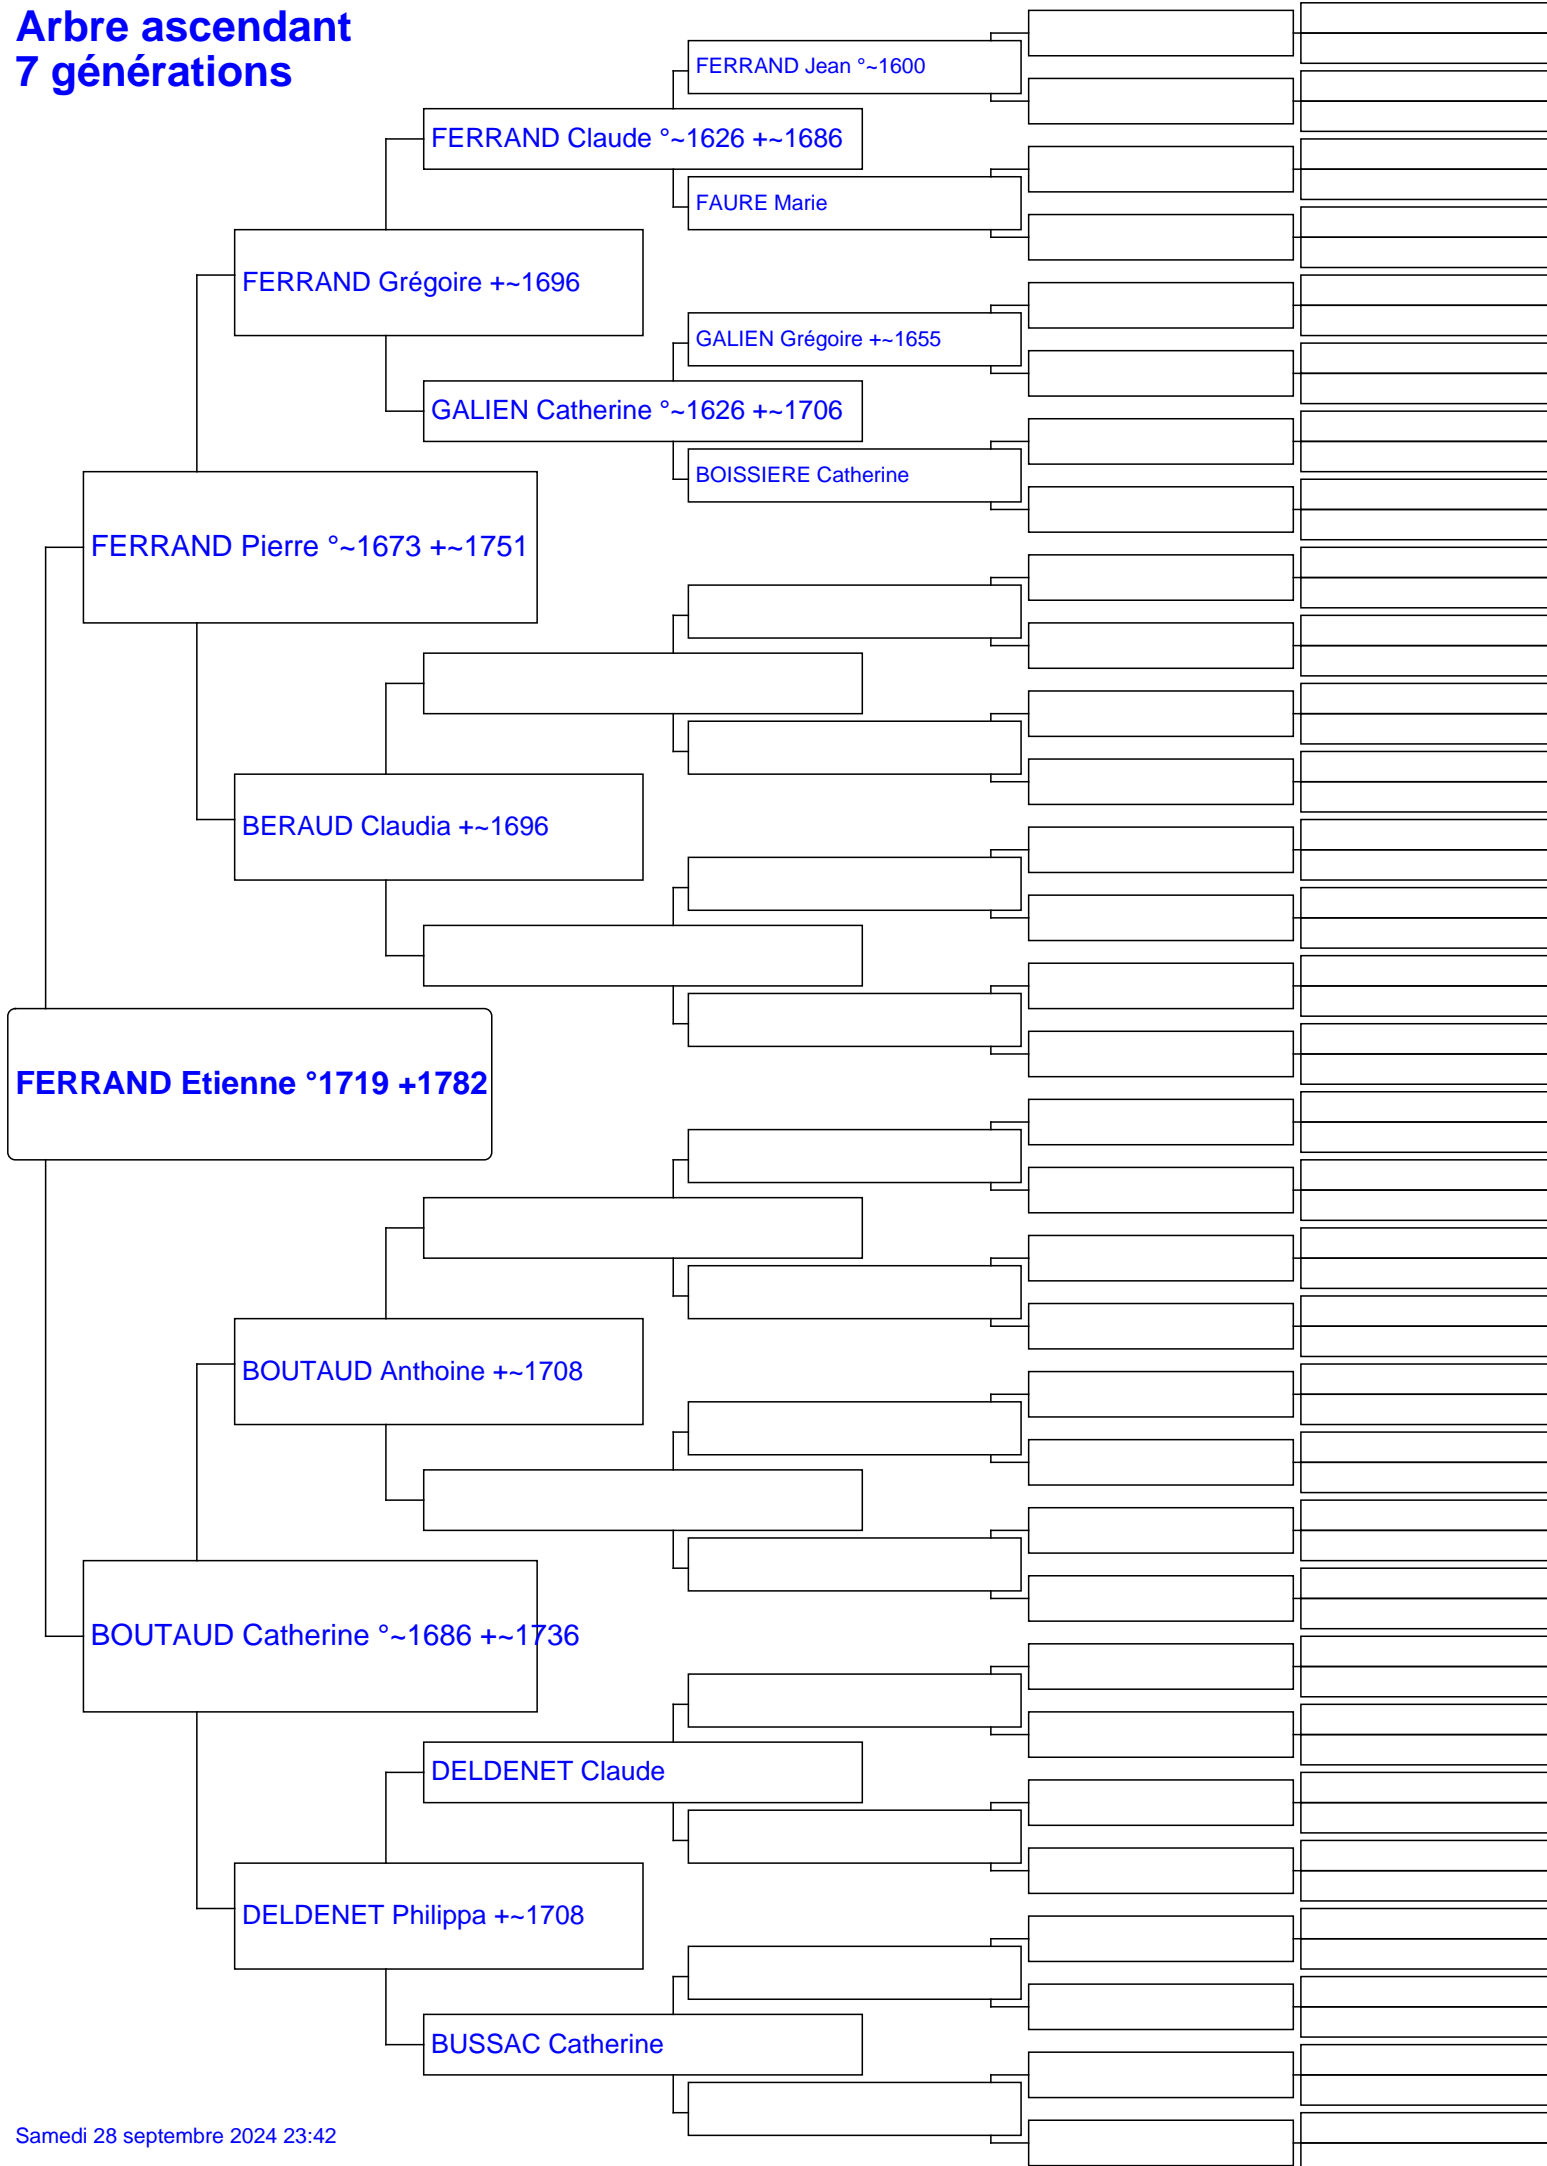 Arbre ascendant
7 générations
FERRAND Jean °~1600
FERRAND Claude °~1626 +~1686
FAURE Marie
FERRAND Grégoire +~1696
GALIEN Grégoire +~1655
GALIEN Catherine °~1626 +~1706
BOISSIERE Catherine
FERRAND Pierre °~1673 +~1751
BERAUD Claudia +~1696
FERRAND Etienne °1719 +1782
BOUTAUD Anthoine +~1708
BOUTAUD Catherine °~1686 +~1736
DELDENET Claude
DELDENET Philippa +~1708
BUSSAC Catherine
Samedi 28 septembre 2024 23:42